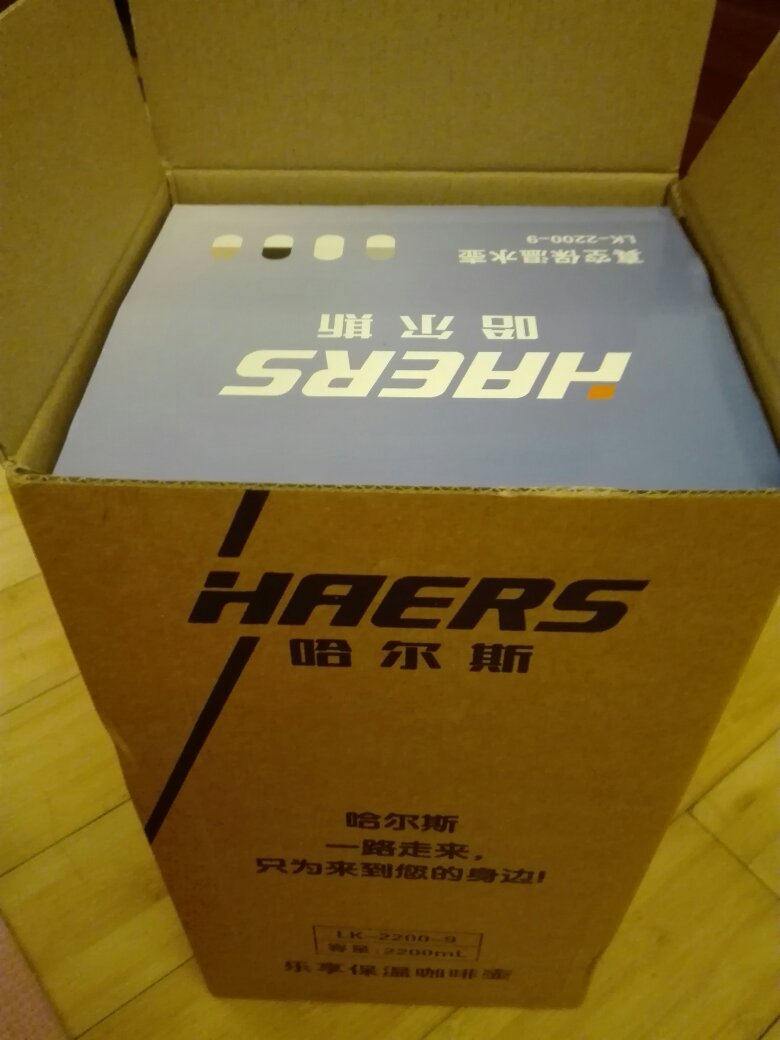 LK-2200-9
真空保温水壶
哈尔斯
HAERS
HAERS
哈尔斯
哈尔斯
一路走来，
只为来到您的身边！
LK-2200-9
容量：2200mL
乐享保温咖啡壶